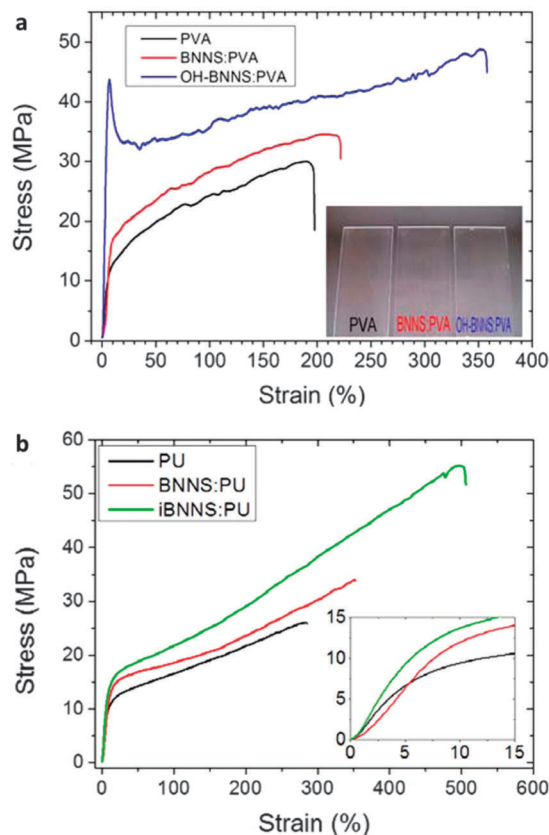 a
PVA
BNNS:PVA
OH-BNNS:PVA
50
40
30
20
10
0
Stress (MPa)
PVA BNNS:PVA OH-BNNS:PVA
0 50 100 150 200 250 300 350 400
Strain (%)
b
PU
BNNS:PU
iBNNS:PU
60
50
40
30
20
10
0
Stress (MPa)
15
10
5
0
0 5 10 15
0 100 200 300 400 500 600
Strain (%)